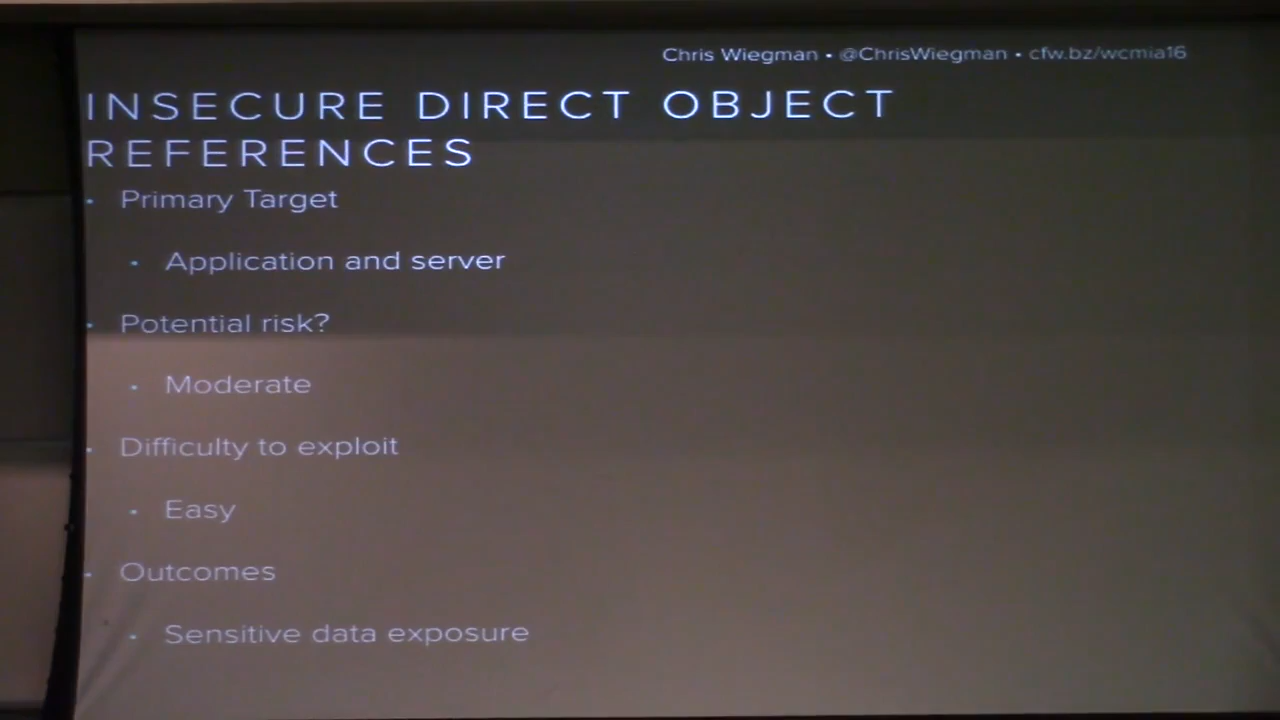 Chris Wiegman • @ChrisWiegman • cfw.bz/wcmia16
INSECURE DIRECT OBJECT
REFERENCES
• Primary Target
• Application and server
• Potential risk?
• Moderate
• Difficulty to exploit
• Easy
• Outcomes
• Sensitive data exposure